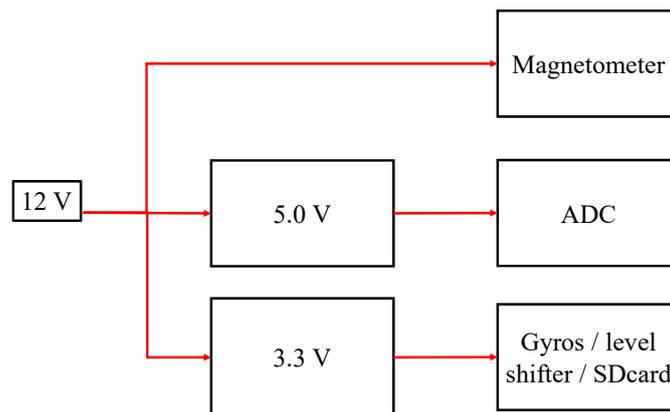 Magnetometer
12 V
5.0 V
ADC
3.3 V
Gyros / level
shifter / SDcard